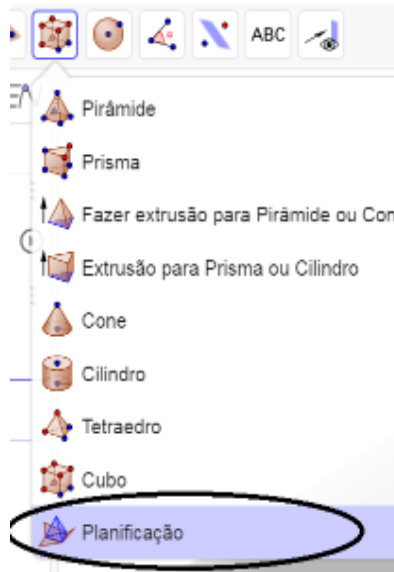 ABC
Pirâmide
Prisma
Fazer extrusão para Pirâmide ou Con
Extrusão para Prisma ou Cilindro
Cone
Cilindro
Tetraedro
Cubo
Planificação